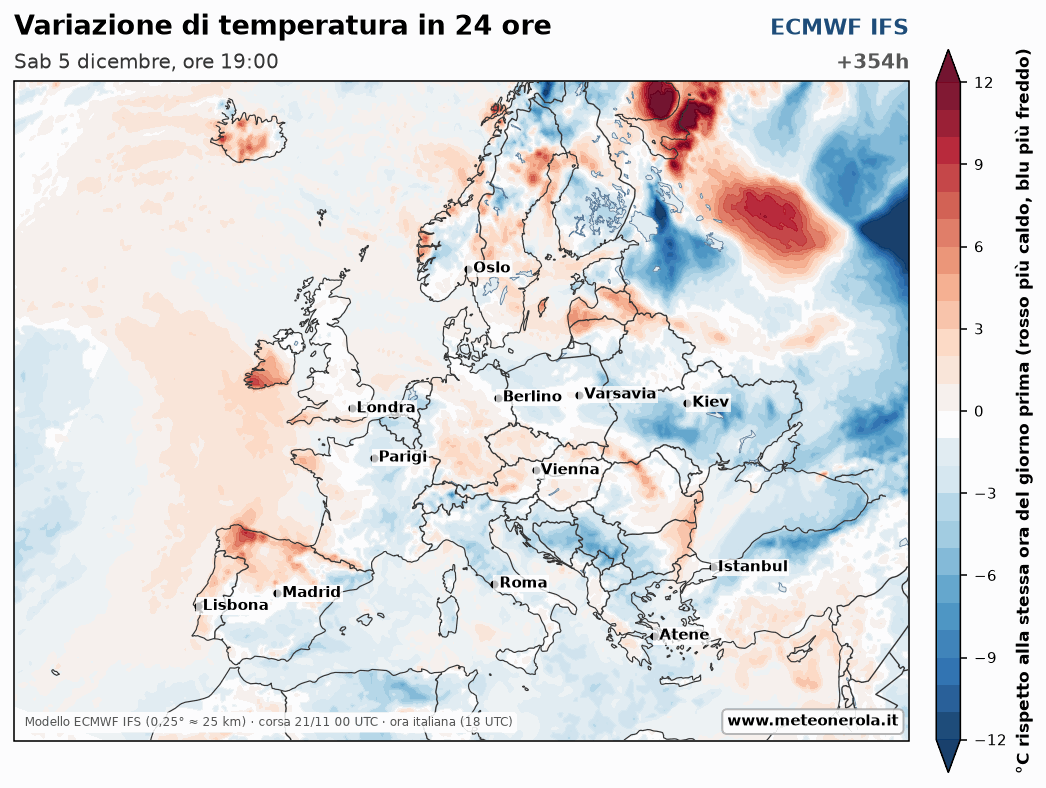 Variazione di temperatura in 24 ore
ECMWF IFS
Sab 5 dicembre, ore 19:00
+354h
Oslo
Londra
Berlino
Varsavia
Kiev
Parigi
Vienna
Istanbul
Roma
Madrid
Lisbona
Atene
Modello ECMWF IFS (0,25° ≈ 25 km) · corsa 21/11 00 UTC · ora italiana (18 UTC)
www.meteonerola.it
12
9
6
3
0
−3
−6
−9
−12
°C rispetto alla stessa ora del giorno prima (rosso più caldo, blu più freddo)